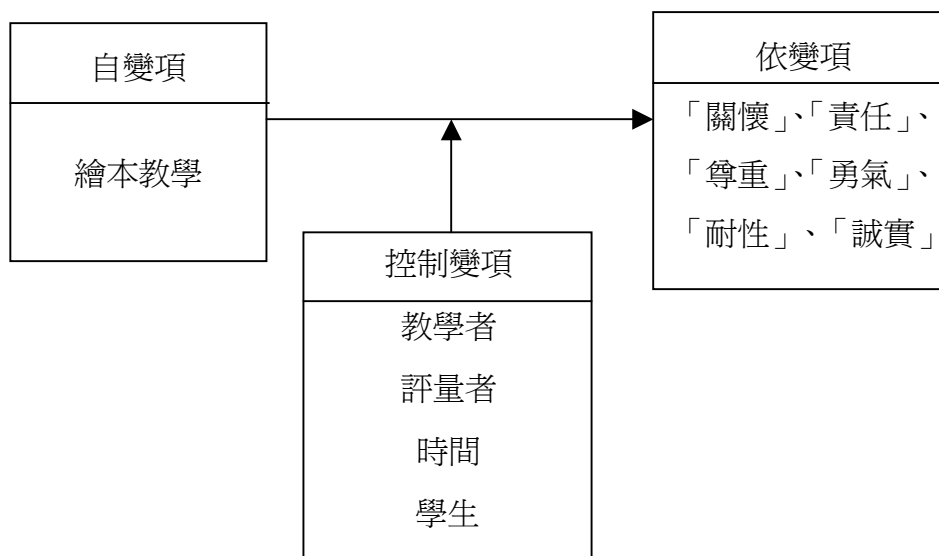 自變項
繪本教學
依變項
「關懷」、「責任」、
「尊重」、「勇氣」、
「耐性」、「誠實」
控制變項
教學者
評量者
時間
學生